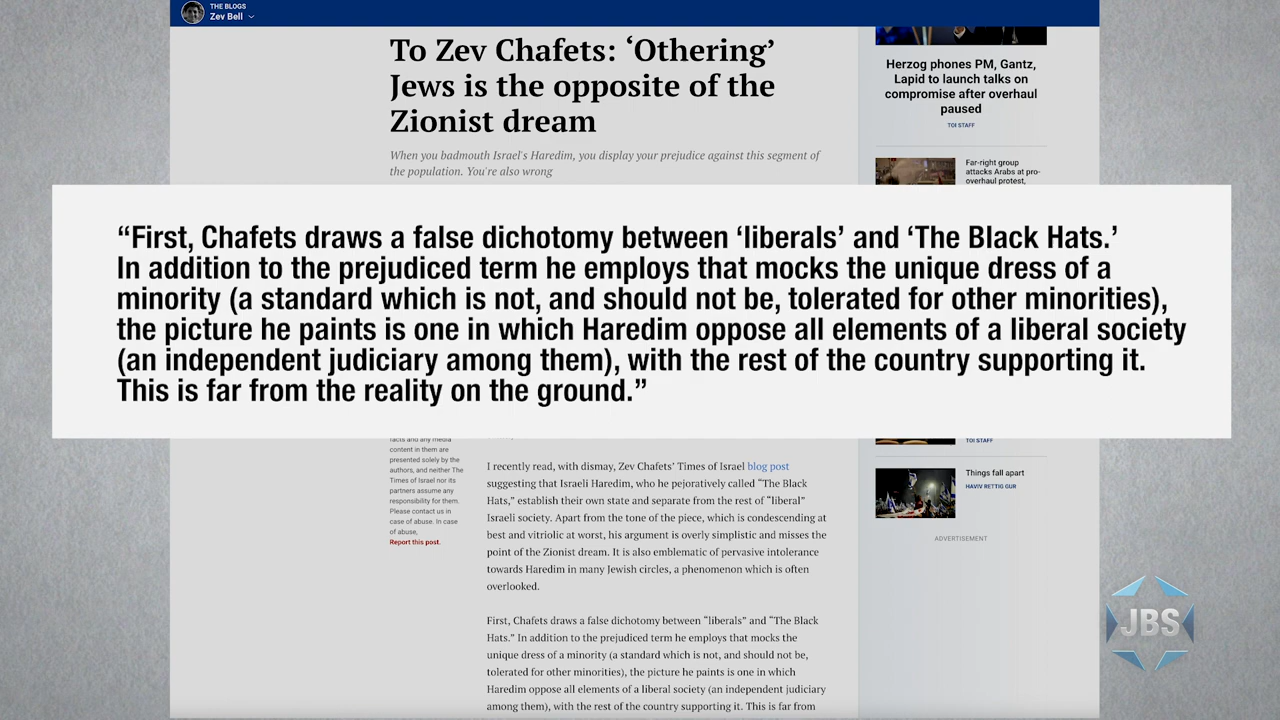 THE BLOGS
Zev Bell
To Zev Chafets: ‘Othering’
Jews is the opposite of the
Zionist dream
When you badmouth Israel's Haredim, you display your prejudice against this segment of
the population. You're also wrong
Herzog phones PM, Gantz,
Lapid to launch talks on
compromise after overhaul
paused
TOI STAFF
Far-right group
attacks Arabs at pro-
overhaul protest,
“First, Chafets draws a false dichotomy between ‘liberals’ and ‘The Black Hats.’
In addition to the prejudiced term he employs that mocks the unique dress of a
minority (a standard which is not, and should not be, tolerated for other minorities),
the picture he paints is one in which Haredim oppose all elements of a liberal society
(an independent judiciary among them), with the rest of the country supporting it.
This is far from the reality on the ground.”
facts and any media
content in them are
presented solely by the
authors, and neither The
Times of Israel nor its
partners assume any
responsibility for them.
Please contact us in
case of abuse. In case
of abuse,
Report this post.
I recently read, with dismay, Zev Chafets’ Times of Israel blog post
suggesting that Israeli Haredim, who he pejoratively called “The Black
Hats,” establish their own state and separate from the rest of “liberal”
Israeli society. Apart from the tone of the piece, which is condescending at
best and vitriolic at worst, his argument is overly simplistic and misses the
point of the Zionist dream. It is also emblematic of pervasive intolerance
towards Haredim in many Jewish circles, a phenomenon which is often
overlooked.
First, Chafets draws a false dichotomy between “liberals” and “The Black
Hats.” In addition to the prejudiced term he employs that mocks the
unique dress of a minority (a standard which is not, and should not be,
tolerated for other minorities), the picture he paints is one in which
Haredim oppose all elements of a liberal society (an independent judiciary
among them), with the rest of the country supporting it. This is far from
TOI STAFF
Things fall apart
HAVIV RETTIG GUR
ADVERTISEMENT
JBS